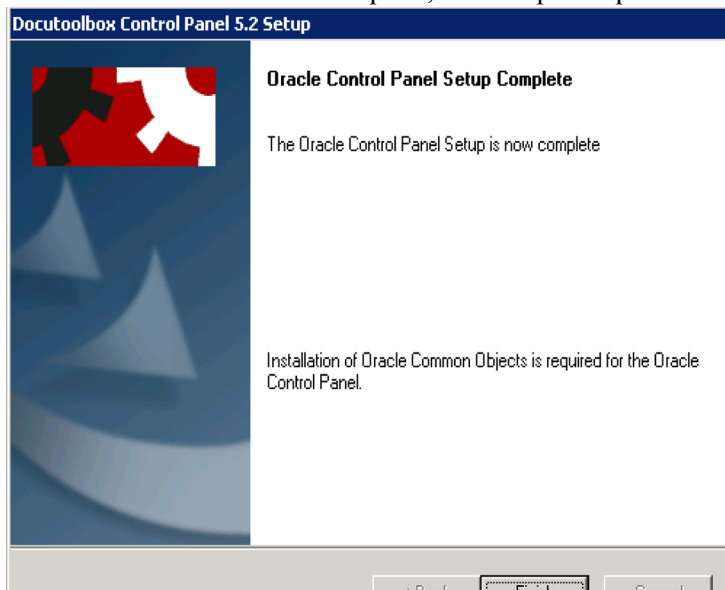 Docutoolbox Control Panel 5.2 Setup
Oracle Control Panel Setup Complete
The Oracle Control Panel Setup is now complete
Installation of Oracle Common Objects is required for the Oracle
Control Panel.